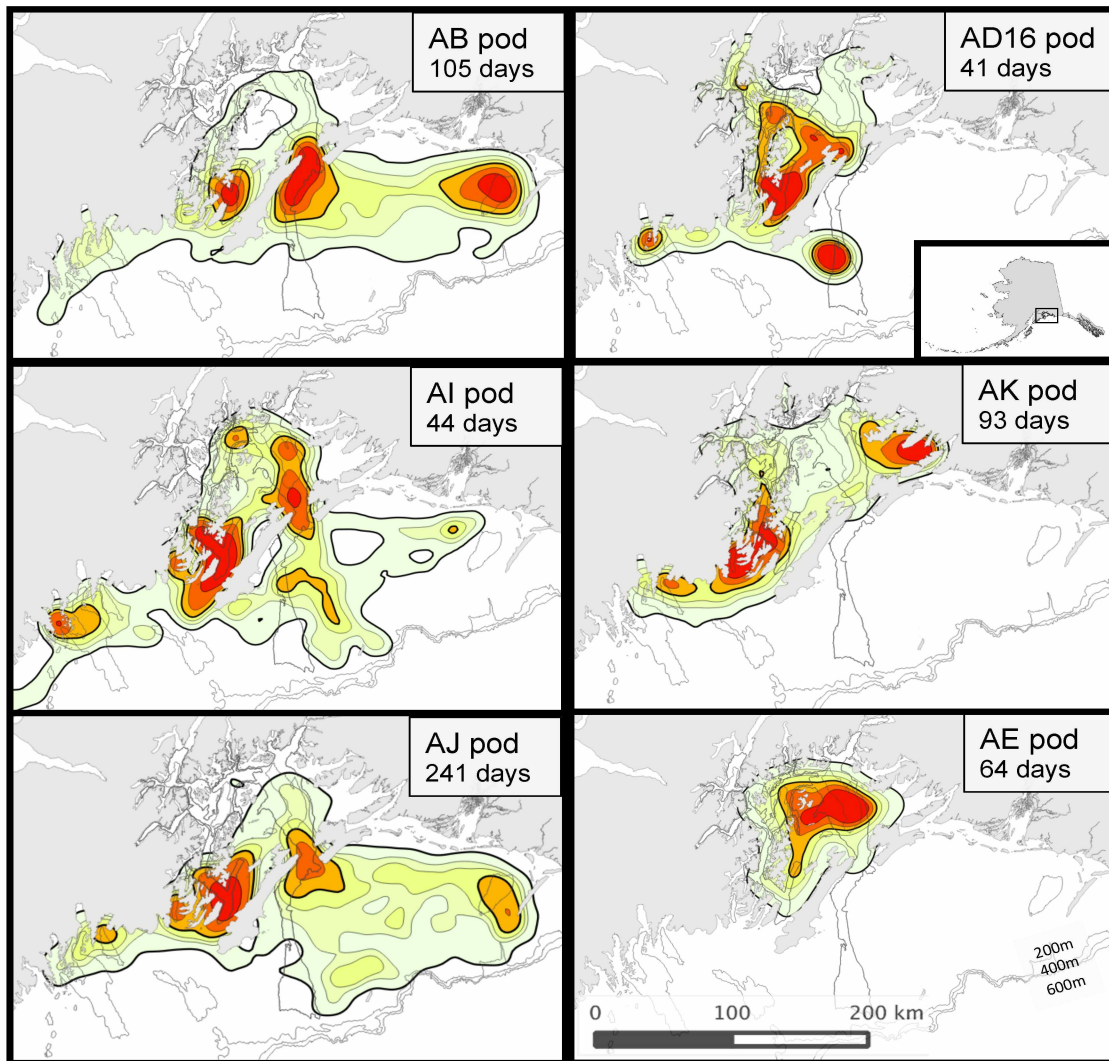 AB pod
105 days
AD16 pod
41 days
AI pod
44 days
AK pod
93 days
AJ pod
241 days
AE pod
64 days
200m
400m
600m
0 100 200 km